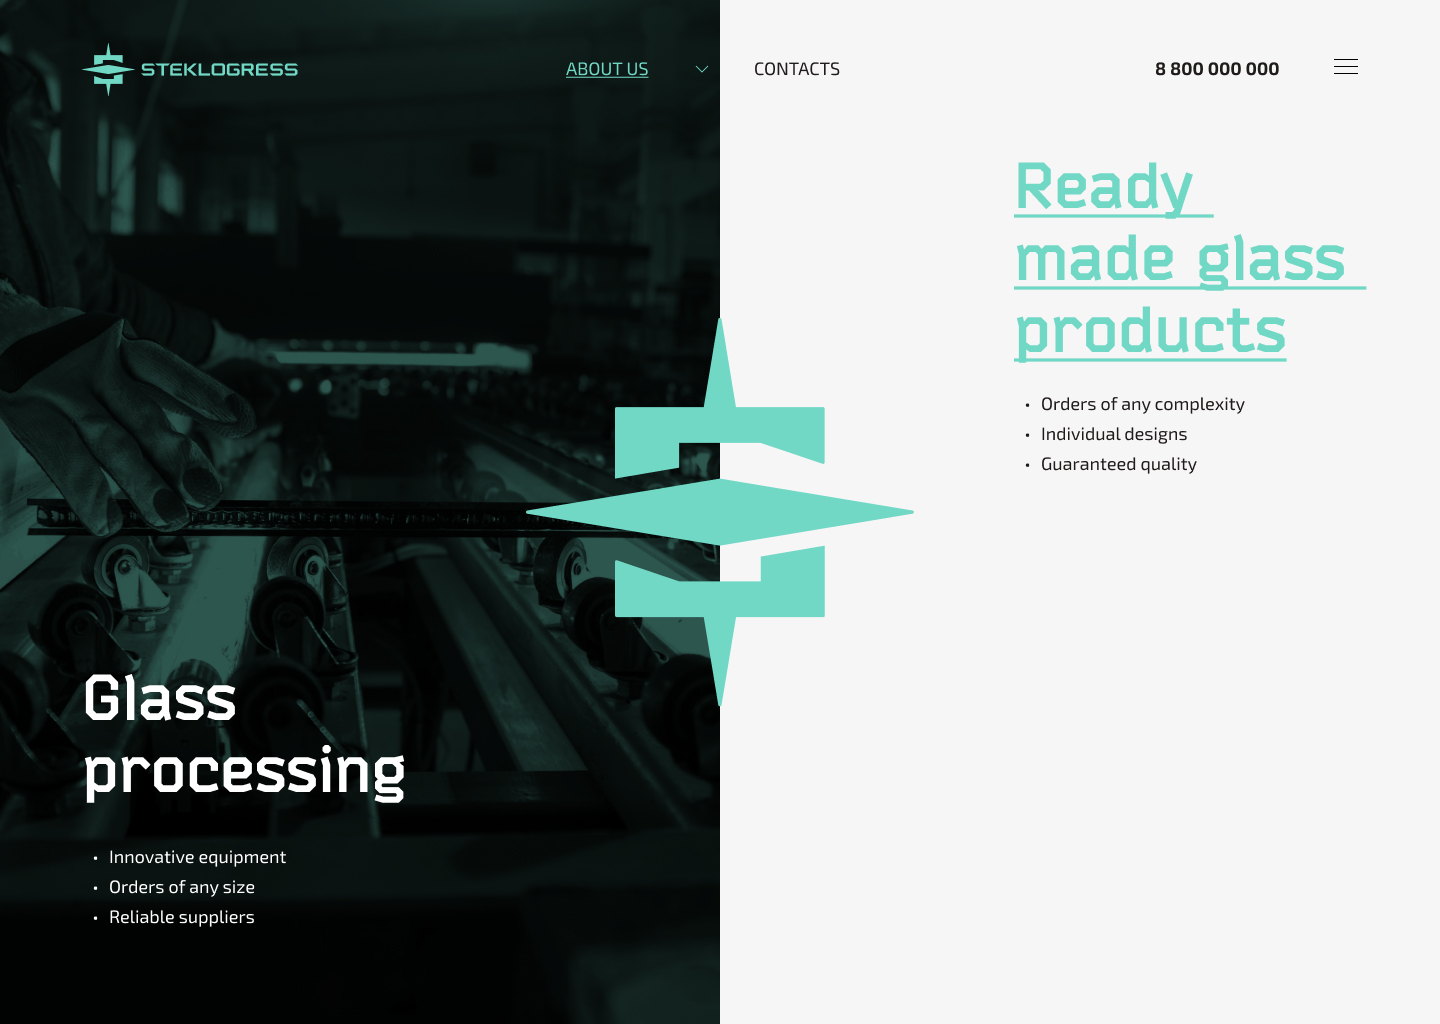 STEKLOGRESS
ABOUT US
CONTACTS
8 800 000 000
Ready
made glass
products
• Orders of any complexity
• Individual designs
• Guaranteed quality
Glass
processing
• Innovative equipment
• Orders of any size
• Reliable suppliers